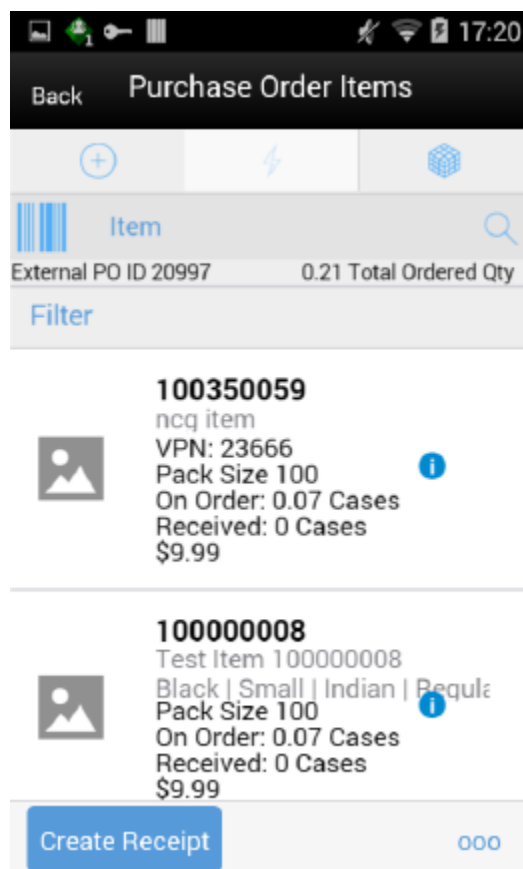 1
17:20
Back
Purchase Order Items
Item
External PO ID 20997
0.21 Total Ordered Qty
Filter
100350059
ncq item
VPN: 23666
Pack Size 100
On Order: 0.07 Cases
Received: 0 Cases
$9.99
100000008
Test Item 100000008
Black | Small | Indian | Regula
Pack Size 100
On Order: 0.07 Cases
Received: 0 Cases
$9.99
Create Receipt
ooo